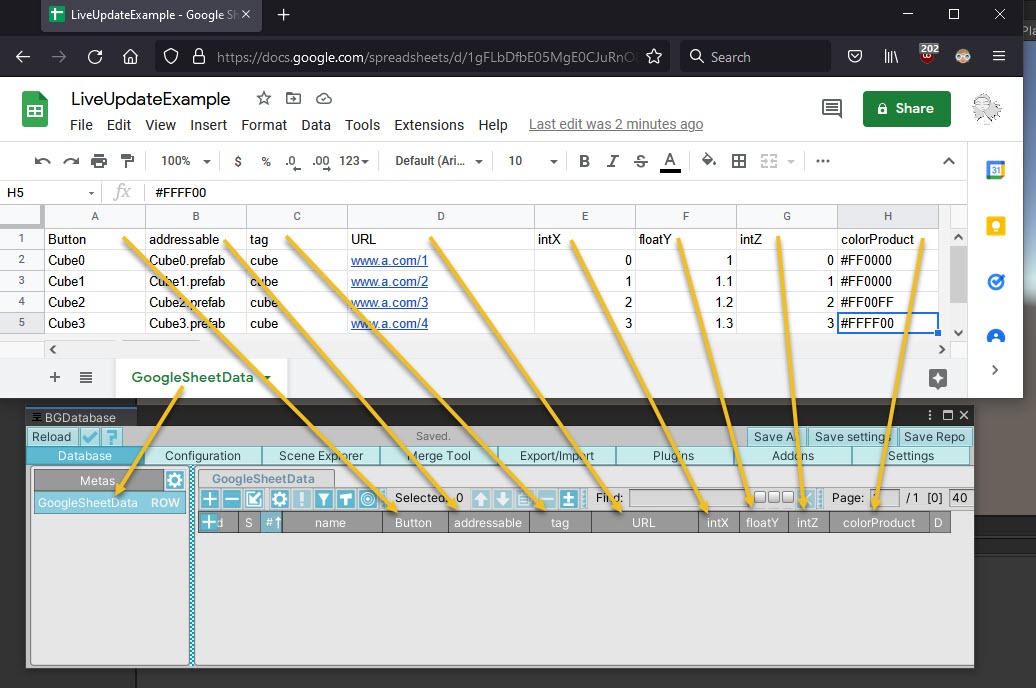 LiveUpdateExample - Google Sh
https://docs.google.com/spreadsheets/d/1gFLbDfbE05MgE0CJuRnO
Search
202
LiveUpdateExample
File Edit View Insert Format Data Tools Extensions Help Last edit was 2 minutes ago
Share
100% $ % .0 .00 123 Default (Ari... 10 B I S A
H5 fx #FFFF00
A B C D E F G H
1 Button addressable tag URL intX floatY intZ colorProduct
2 Cube0 Cube0.prefab cube www.a.com/1 0 1 0 #FF0000
3 Cube1 Cube1.prefab cube www.a.com/2 1 1.1 1 #FF0000
4 Cube2 Cube2.prefab cube www.a.com/3 2 1.2 2 #FF00FF
5 Cube3 Cube3.prefab cube www.a.com/4 3 1.3 3 #FFFF00
GoogleSheetData
BGDatabase
Reload ? Saved. Save All Save settings Save Repo
Database Configuration Scene Explorer Merge Tool Export/Import Plugins Addons Settings
Metas GoogleSheetData
GoogleSheetData ROW
Selected: 0 Find: Page: / 1 [0] 40
S # name Button addressable tag URL intX floatY intZ colorProduct D